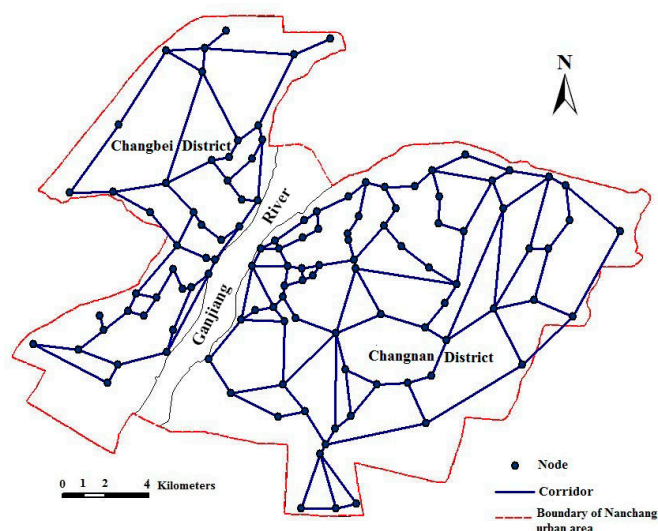 N
Changbei District
River
Ganjiang
Changnan District
0 1 2 4 Kilometers
Node
Corridor
Boundary of Nanchang
urban area